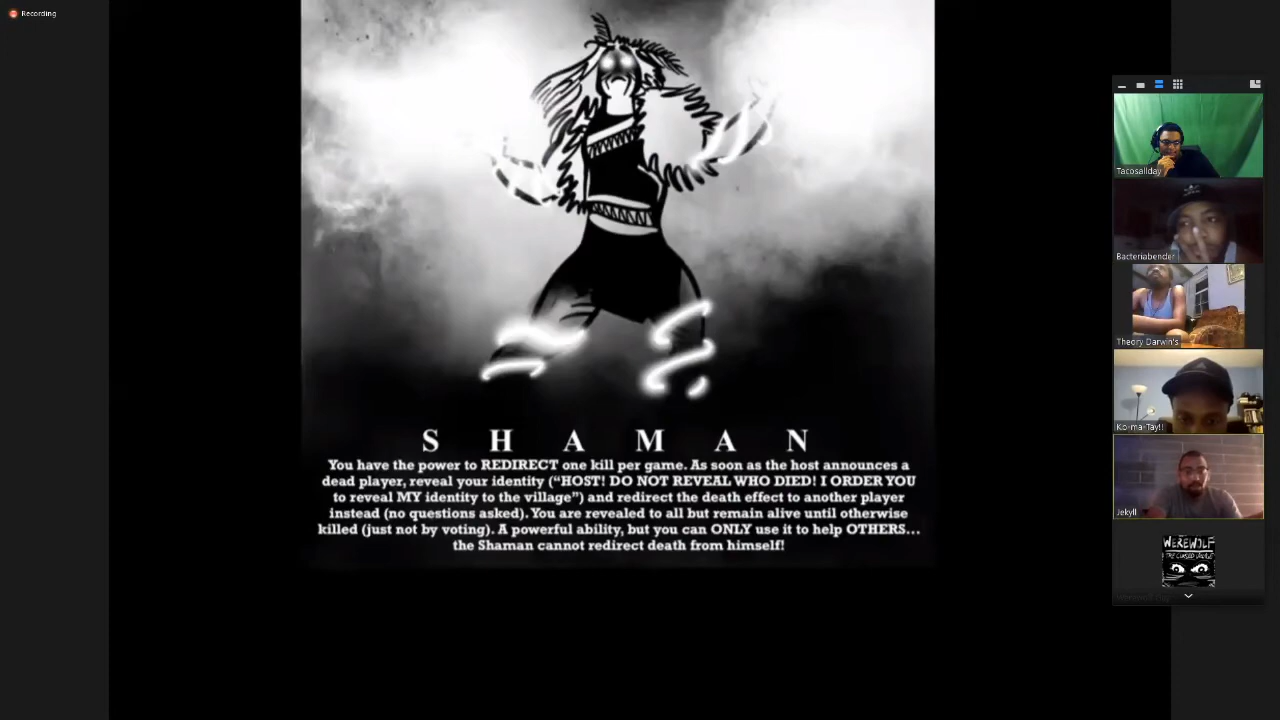 Recording
S H A M A N
You have the power to REDIRECT one kill per game. As soon as the host announces a
dead player, reveal your identity (“HOST! DO NOT REVEAL WHO DIED! I ORDER YOU
to reveal MY identity to the village”) and redirect the death effect to another player
instead (no questions asked). You are revealed to all but remain alive until otherwise
killed (just not by voting). A powerful ability, but you can ONLY use it to help OTHERS...
the Shaman cannot redirect death from himself!
Tacosallday
Bacteriabender
Theory Darwin's
Ko-ma-Tay!!
Jekyll
WEREWOLF